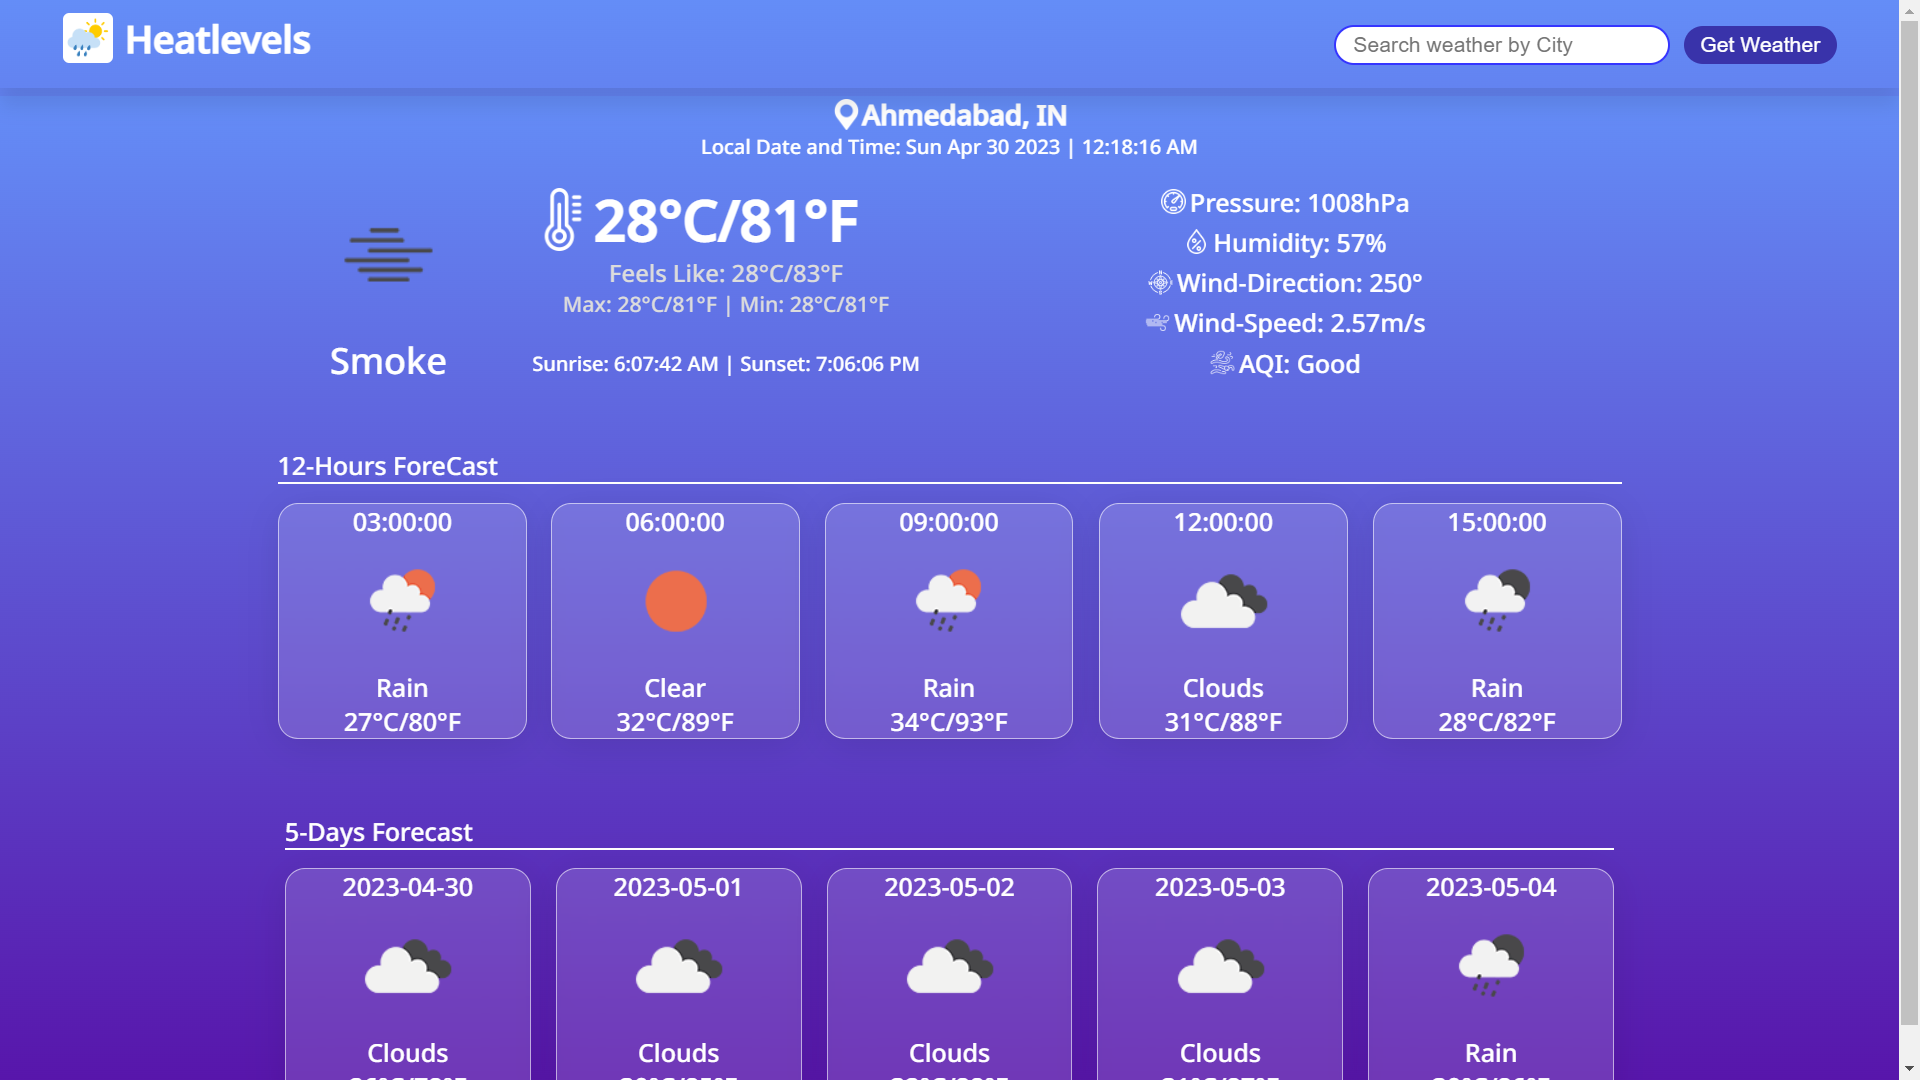 Heatlevels
Search weather by City
Get Weather
Ahmedabad, IN
Local Date and Time: Sun Apr 30 2023 | 12:18:16 AM
Smoke
28°C/81°F
Feels Like: 28°C/83°F
Max: 28°C/81°F | Min: 28°C/81°F
Sunrise: 6:07:42 AM | Sunset: 7:06:06 PM
Pressure: 1008hPa
Humidity: 57%
Wind-Direction: 250°
Wind-Speed: 2.57m/s
AQI: Good
12-Hours ForeCast
03:00:00
Rain
27°C/80°F
06:00:00
Clear
32°C/89°F
09:00:00
Rain
34°C/93°F
12:00:00
Clouds
31°C/88°F
15:00:00
Rain
28°C/82°F
5-Days Forecast
2023-04-30
Clouds
2023-05-01
Clouds
2023-05-02
Clouds
2023-05-03
Clouds
2023-05-04
Rain